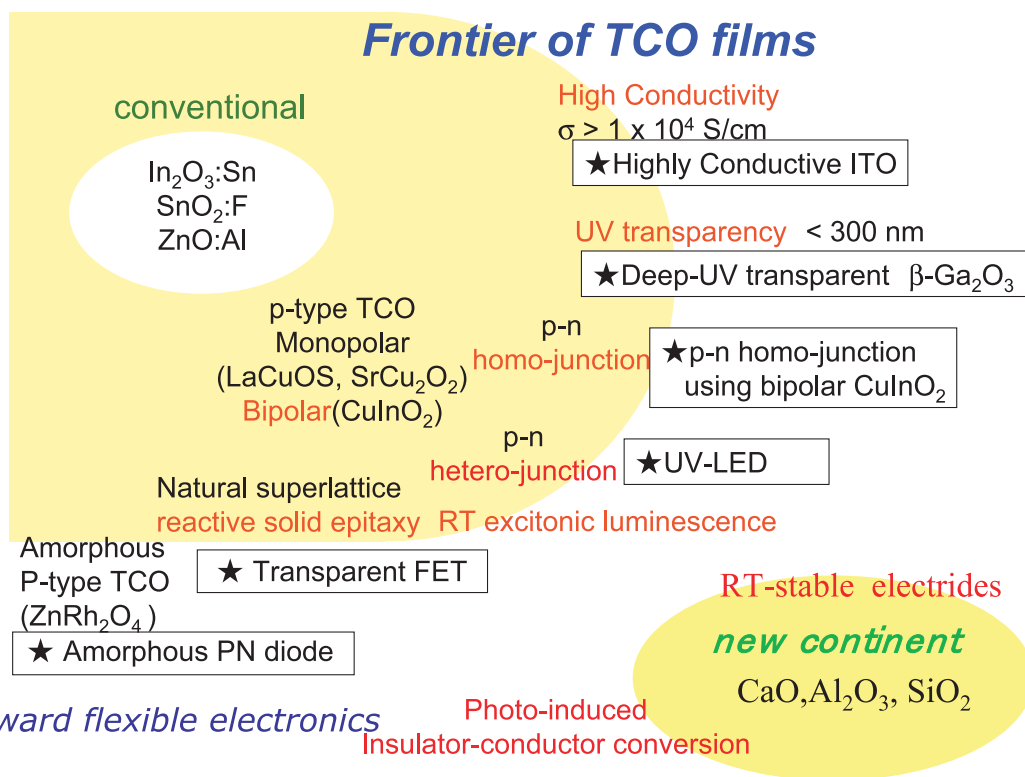 Frontier of TCO films
conventional
In₂O₃:Sn
SnO₂:F
ZnO:Al
High Conductivity
σ > 1 x 10⁴ S/cm
★Highly Conductive ITO
UV transparency < 300 nm
★Deep-UV transparent β-Ga₂O₃
p-type TCO
Monopolar
(LaCuOS, SrCu₂O₂)
Bipolar(CuInO₂)
p-n
homo-junction
★p-n homo-junction
using bipolar CuInO₂
p-n
hetero-junction
★UV-LED
Natural superlattice
reactive solid epitaxy
RT excitonic luminescence
Amorphous
P-type TCO
(ZnRh₂O₄ )
★ Transparent FET
★ Amorphous PN diode
RT-stable electrides
new continent
CaO,Al₂O₃, SiO₂
ward flexible electronics
Photo-induced
Insulator-conductor conversion